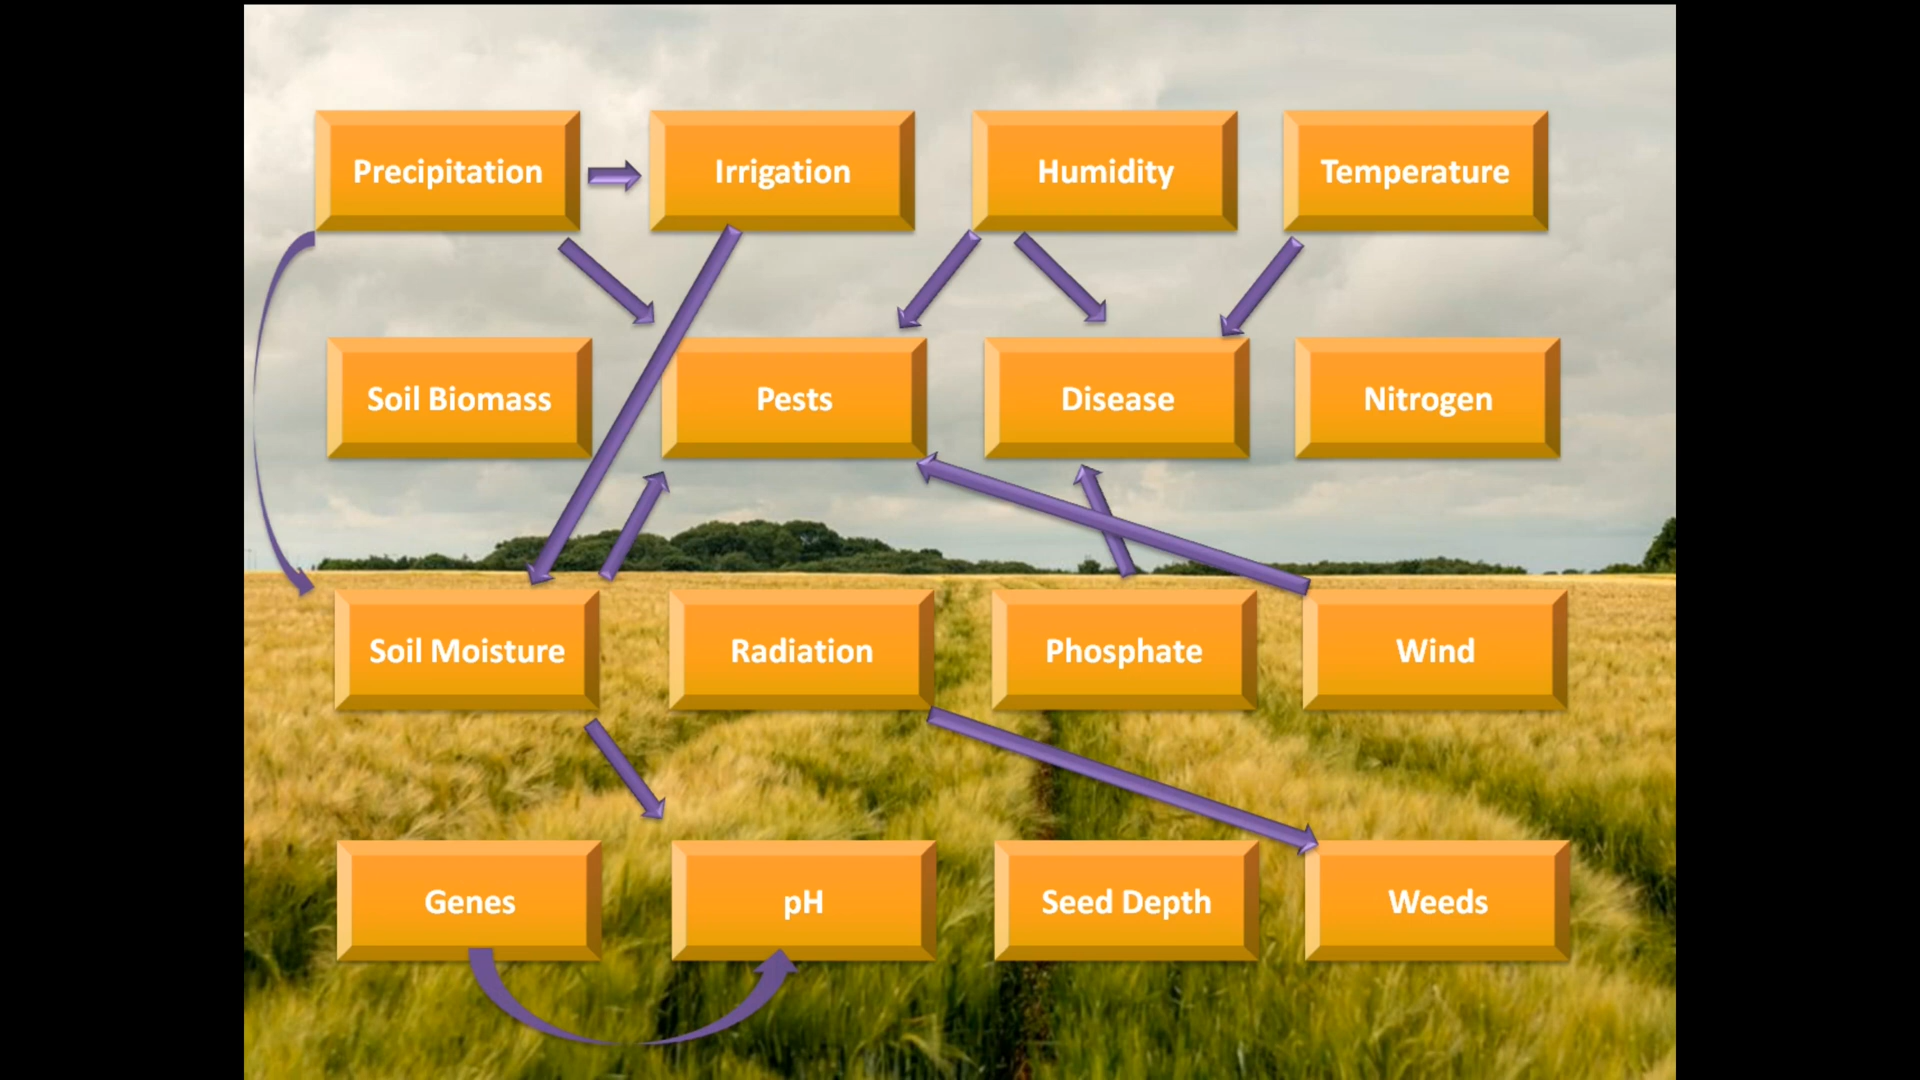 Precipitation
Irrigation
Humidity
Temperature
Soil Biomass
Pests
Disease
Nitrogen
Soil Moisture
Radiation
Phosphate
Wind
Genes
pH
Seed Depth
Weeds